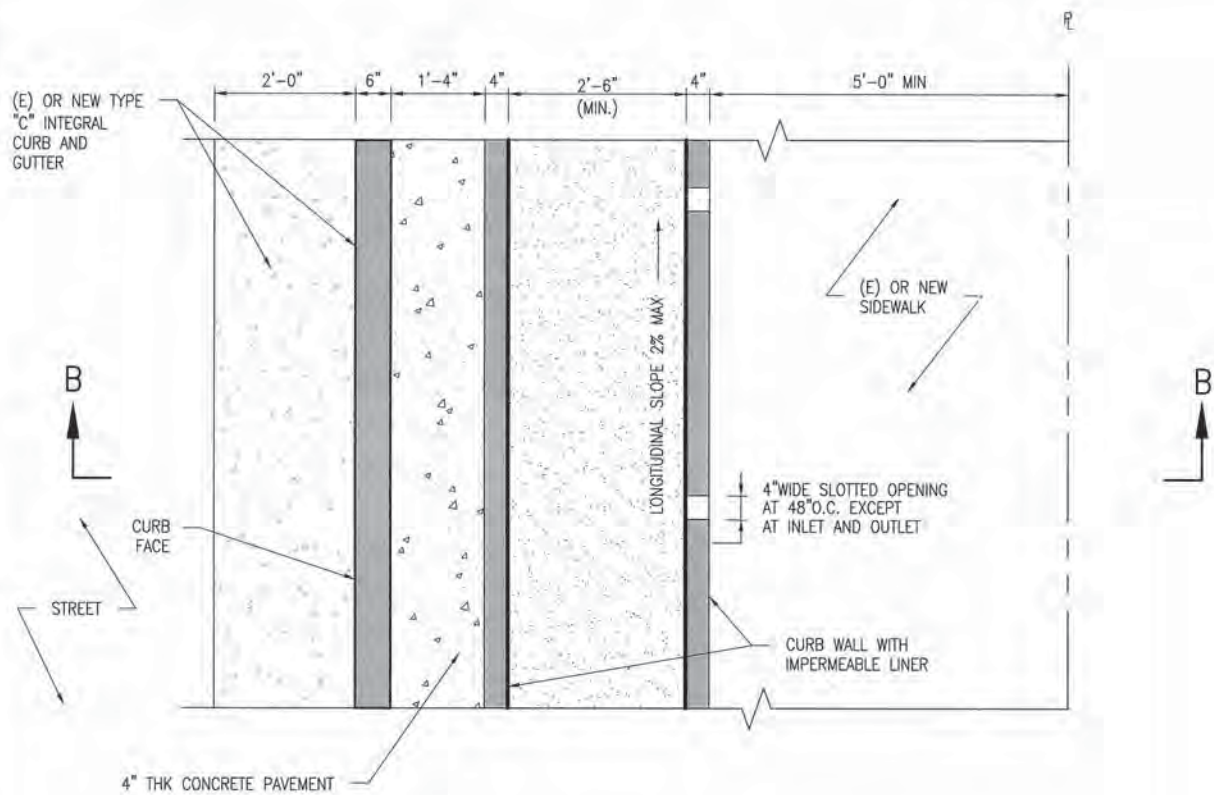 ℄
2'-0"
6"
1'-4"
4"
2'-6"
(MIN.)
4"
5'-0" MIN
(E) OR NEW TYPE
"C" INTEGRAL
CURB AND
GUTTER
LONGITUDINAL SLOPE 2% MAX
(E) OR NEW
SIDEWALK
B
B
4"WIDE SLOTTED OPENING
AT 48"O.C. EXCEPT
AT INLET AND OUTLET
CURB
FACE
STREET
CURB WALL WITH
IMPERMEABLE LINER
4" THK CONCRETE PAVEMENT